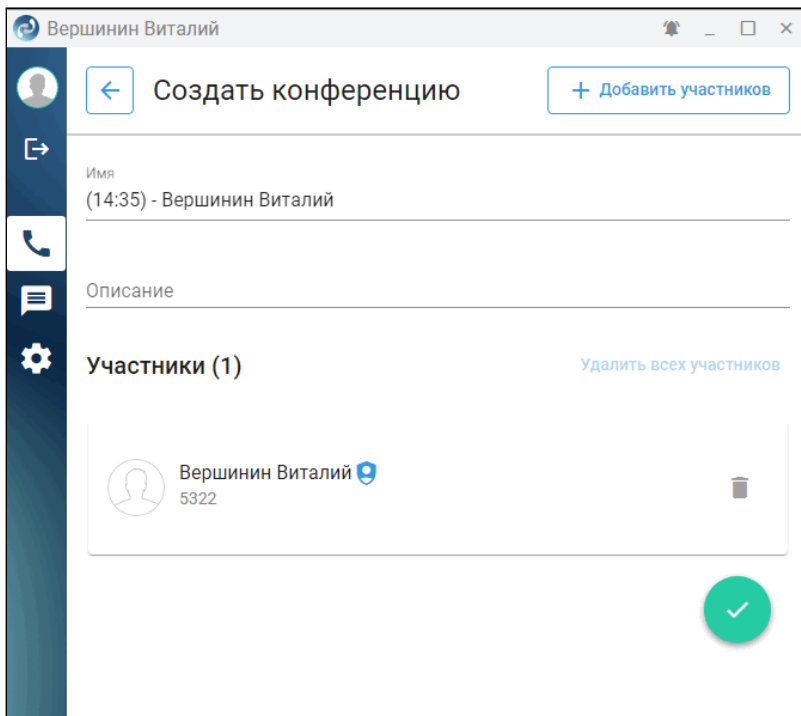 Вершинин Виталий
Создать конференцию
Добавить участников
Имя
(14:35) - Вершинин Виталий
Описание
Участники (1)
Удалить всех участников
Вершинин Виталий
5322